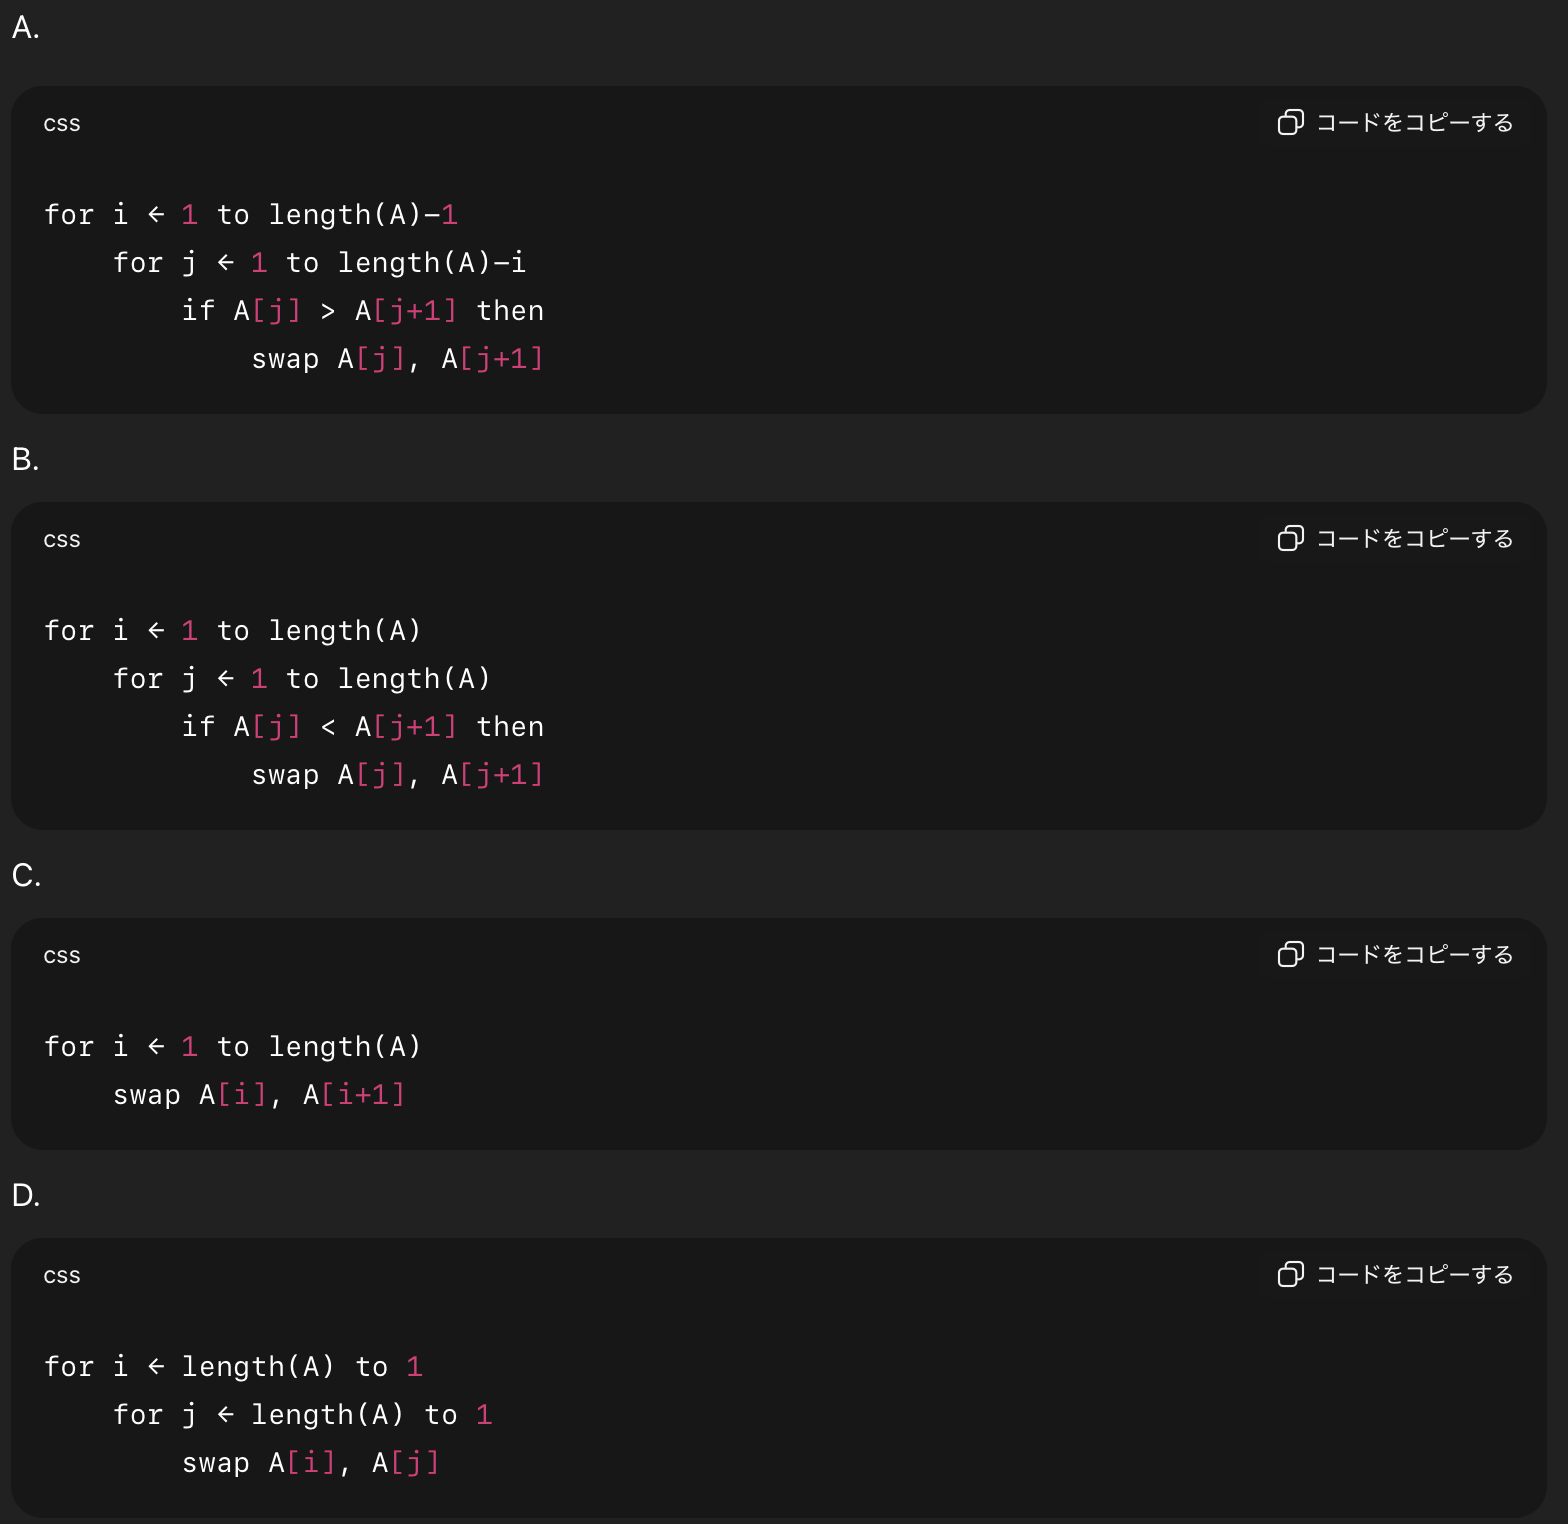 A.
css
コードをコピーする
for i ← 1 to length(A)−1
for j ← 1 to length(A)−i
if A[j] > A[j+1] then
swap A[j], A[j+1]
B.
css
コードをコピーする
for i ← 1 to length(A)
for j ← 1 to length(A)
if A[j] < A[j+1] then
swap A[j], A[j+1]
C.
css
コードをコピーする
for i ← 1 to length(A)
swap A[i], A[i+1]
D.
css
コードをコピーする
for i ← length(A) to 1
for j ← length(A) to 1
swap A[i], A[j]